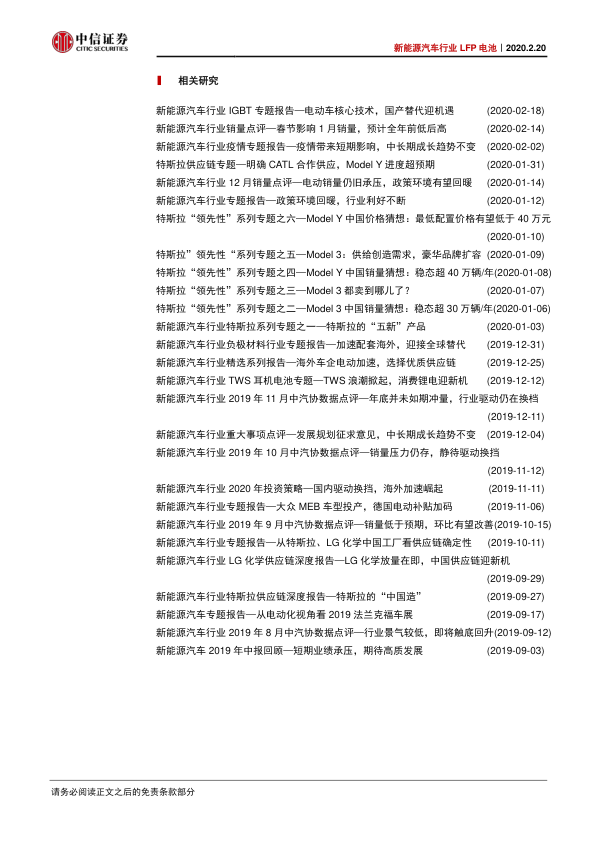 中信证券
CITIC SECURITIES
新能源汽车行业 LFP 电池｜2020.2.20
相关研究
新能源汽车行业 IGBT 专题报告—电动车核心技术，国产替代迎机遇 (2020-02-18)
新能源汽车行业销量点评—春节影响 1 月销量，预计全年前低后高 (2020-02-14)
新能源汽车行业疫情专题报告—疫情带来短期影响，中长期成长趋势不变 (2020-02-02)
特斯拉供应链专题—明确 CATL 合作供应，Model Y 进度超预期 (2020-01-31)
新能源汽车行业 12 月销量点评—电动销量仍旧承压，政策环境有望回暖 (2020-01-14)
新能源汽车行业专题报告—政策环境回暖，行业利好不断 (2020-01-12)
特斯拉“领先性”系列专题之六—Model Y 中国价格猜想：最低配置价格有望低于 40 万元
(2020-01-10)
特斯拉”领先性“系列专题之五—Model 3：供给创造需求，豪华品牌扩容 (2020-01-09)
特斯拉“领先性”系列专题之四—Model Y 中国销量猜想：稳态超 40 万辆/年(2020-01-08)
特斯拉“领先性”系列专题之三—Model 3 都卖到哪儿了? (2020-01-07)
特斯拉“领先性”系列专题之二—Model 3 中国销量猜想：稳态超 30 万辆/年(2020-01-06)
新能源汽车行业特斯拉系列专题之一—特斯拉的“五新”产品 (2020-01-03)
新能源汽车行业负极材料行业专题报告—加速配套海外，迎接全球替代 (2019-12-31)
新能源汽车行业精选系列报告—海外车企电动加速，选择优质供应链 (2019-12-25)
新能源汽车行业 TWS 耳机电池专题—TWS 浪潮掀起，消费锂电迎新机 (2019-12-12)
新能源汽车行业 2019 年 11 月中汽协数据点评—年底并未如期冲量，行业驱动仍在换档
(2019-12-11)
新能源汽车行业重大事项点评—发展规划征求意见，中长期成长趋势不变 (2019-12-04)
新能源汽车行业 2019 年 10 月中汽协数据点评—销量压力仍存，静待驱动换挡
(2019-11-12)
新能源汽车行业 2020 年投资策略—国内驱动换挡，海外加速崛起 (2019-11-11)
新能源汽车行业专题报告—大众 MEB 车型投产，德国电动补贴加码 (2019-11-06)
新能源汽车行业 2019 年 9 月中汽协数据点评—销量低于预期，环比有望改善(2019-10-15)
新能源汽车行业专题报告—从特斯拉、LG 化学中国工厂看供应链确定性 (2019-10-11)
新能源汽车行业 LG 化学供应链深度报告—LG 化学放量在即，中国供应链迎新机
(2019-09-29)
新能源汽车行业特斯拉供应链深度报告—特斯拉的“中国造” (2019-09-27)
新能源汽车专题报告—从电动化视角看 2019 法兰克福车展 (2019-09-17)
新能源汽车行业 2019 年 8 月中汽协数据点评—行业景气较低，即将触底回升(2019-09-12)
新能源汽车 2019 年中报回顾—短期业绩承压，期待高质发展 (2019-09-03)
请务必阅读正文之后的免责条款部分